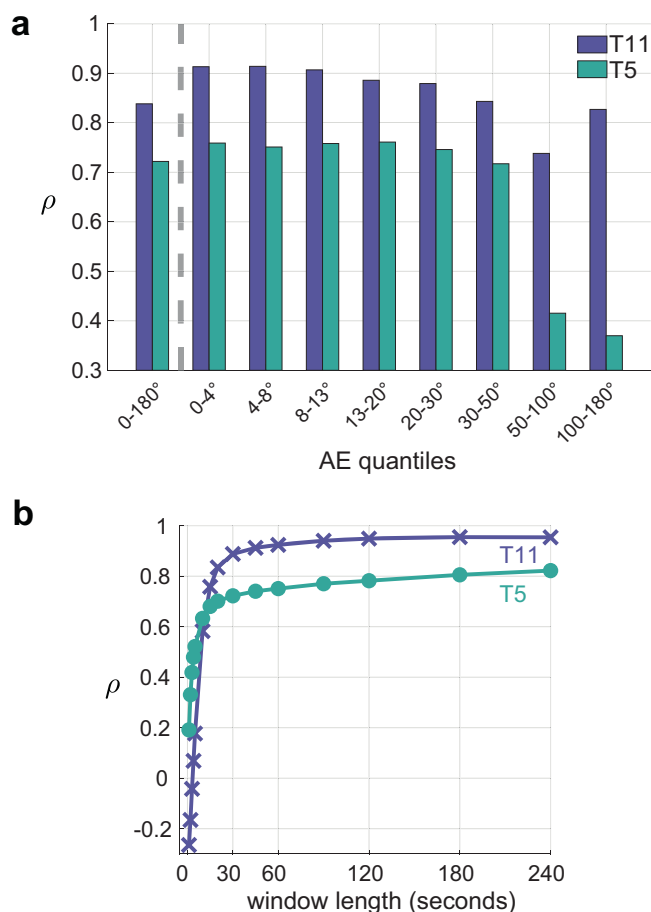 a
1
0.9
0.8
0.7
0.6
0.5
0.4
0.3
ρ
T11
T5
0-180°
0-4°
4-8°
8-13°
13-20°
20-30°
30-50°
50-100°
100-180°
AE quantiles
b
1
0.8
0.6
0.4
0.2
0
-0.2
ρ
T11
T5
0 30 60 120 180 240
window length (seconds)